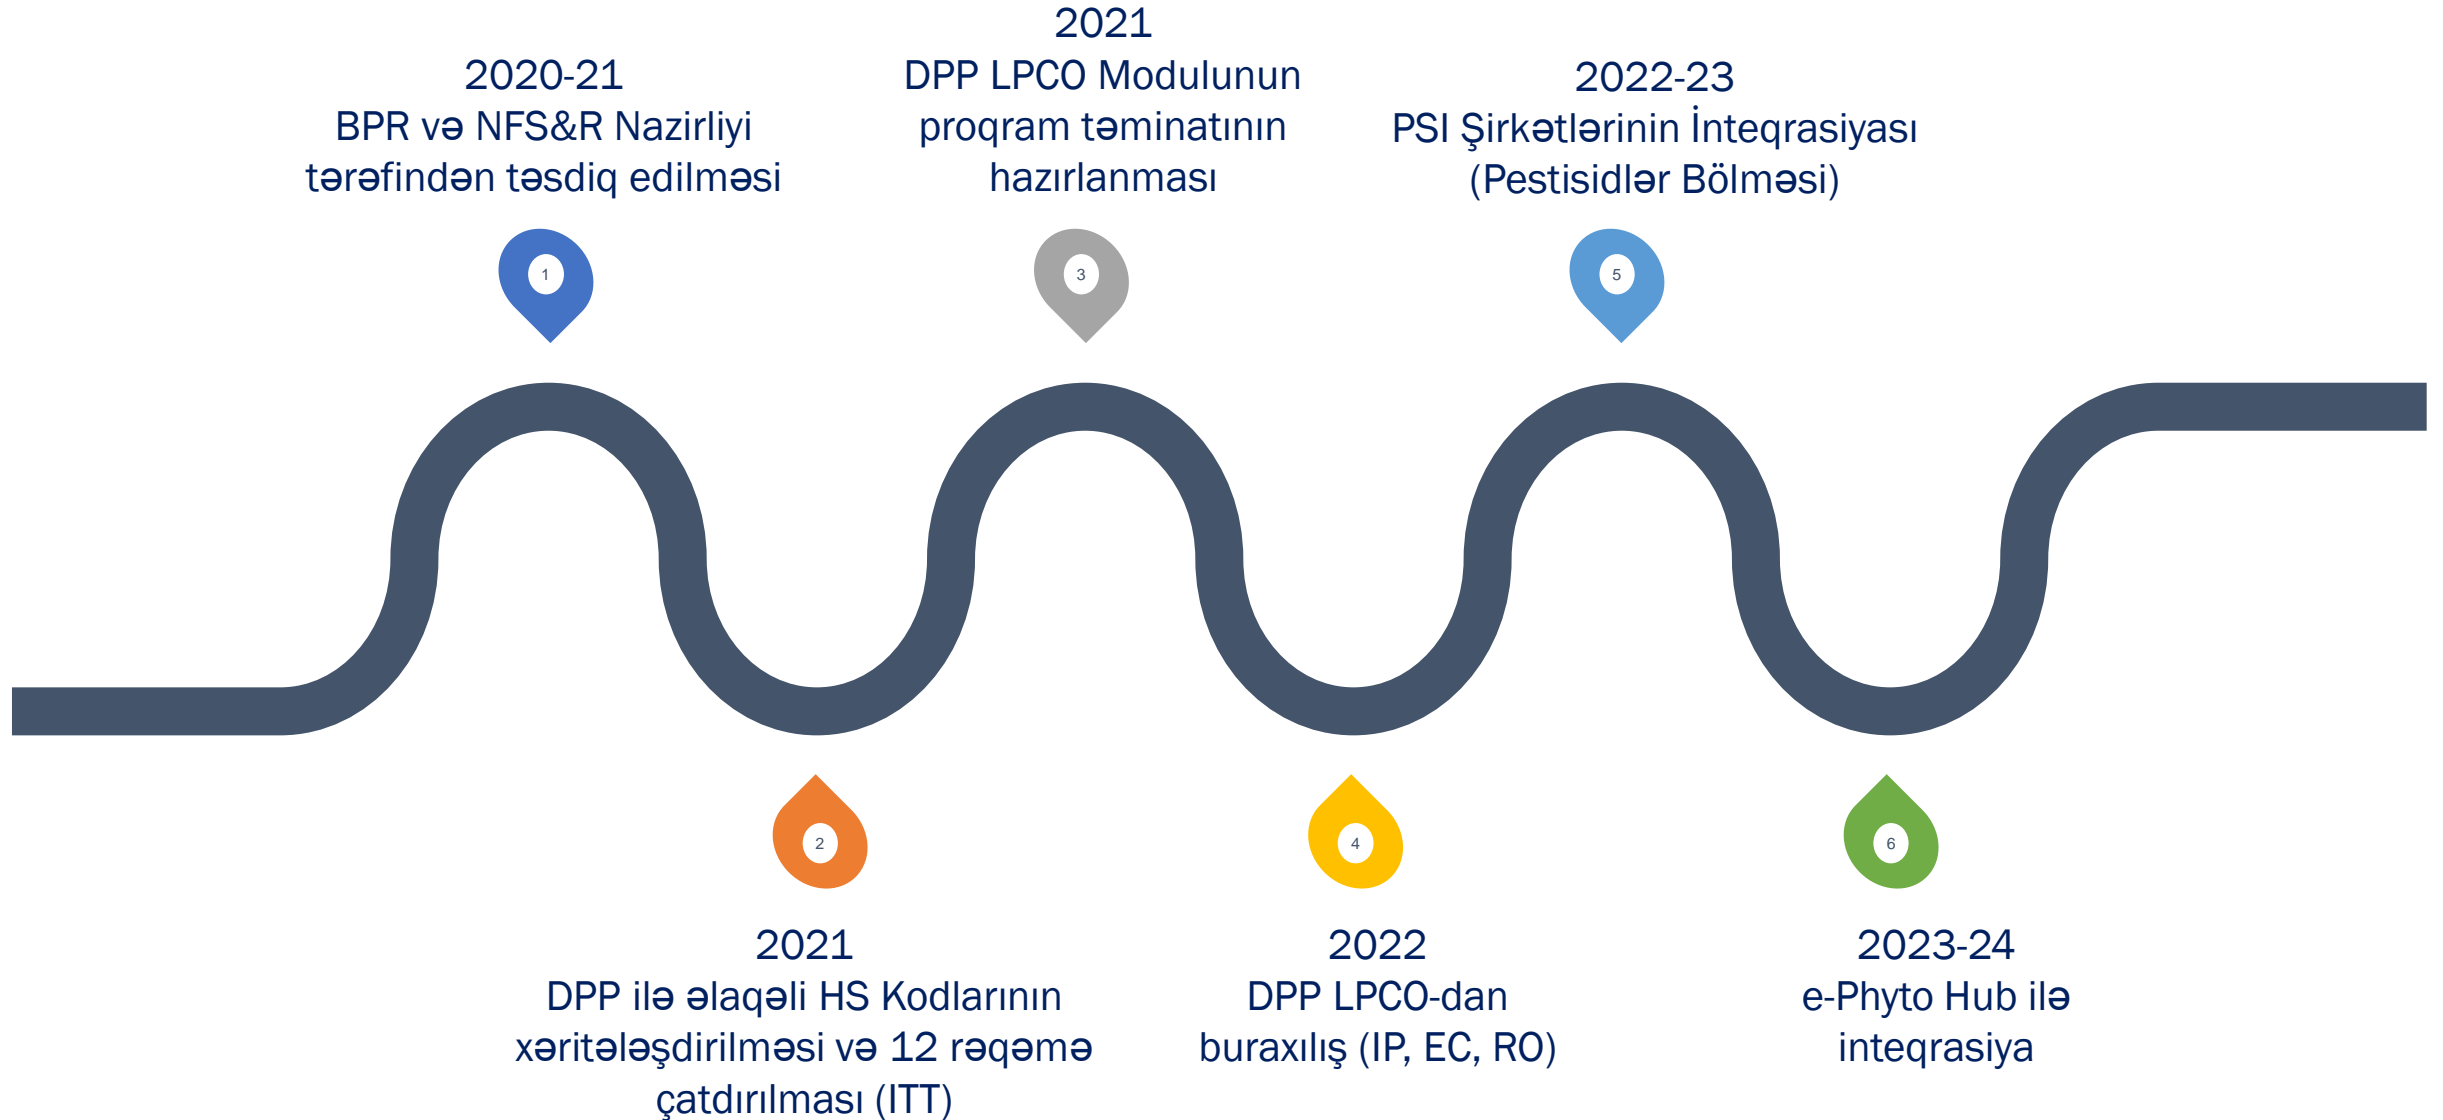 2020-21
BPR və NFS&R Nazirliyi
tərəfindən təsdiq edilməsi
1
2021
DPP ilə əlaqəli HS Kodlarının
xəritələşdirilməsi və 12 rəqəmə
çatdırılması (ITT)
2
2021
DPP LPCO Modulunun
proqram təminatının
hazırlanması
3
2022
DPP LPCO-dan
buraxılış (IP, EC, RO)
4
2022-23
PSI Şirkətlərinin İnteqrasiyası
(Pestisidlər Bölməsi)
5
2023-24
e-Phyto Hub ilə
inteqrasiya
6